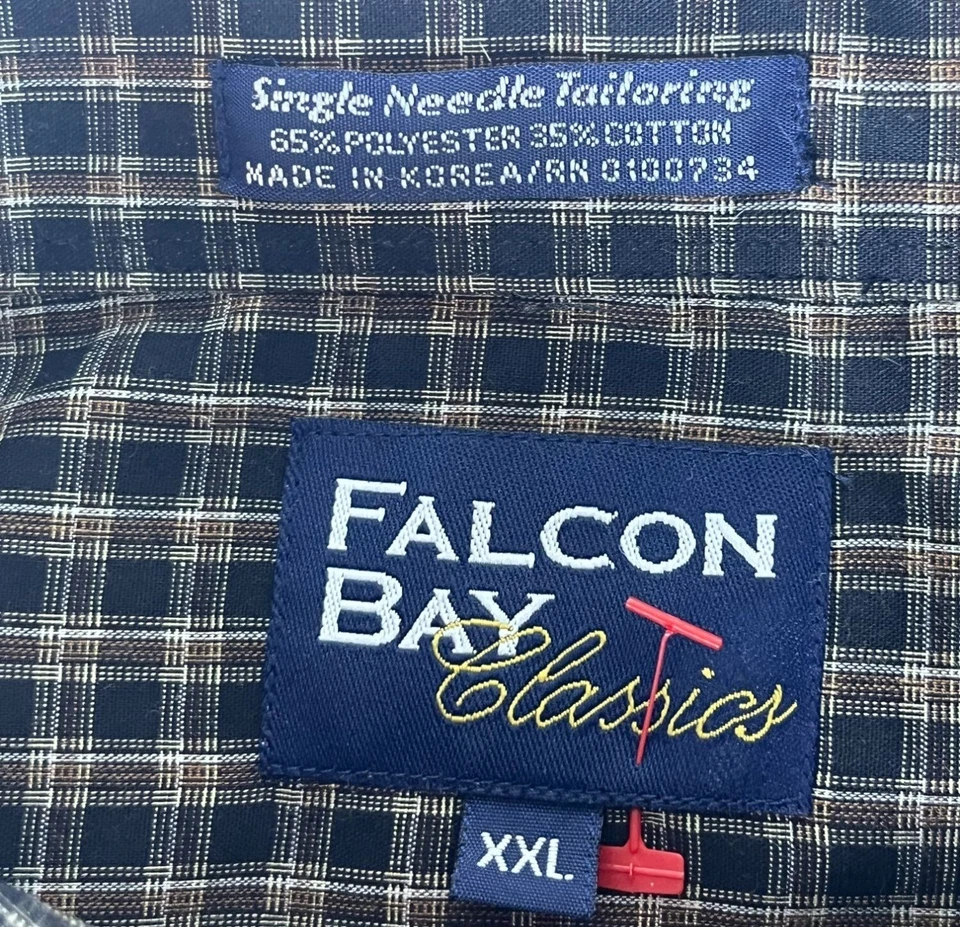 Single Needle Tailoring
65% POLYESTER 35% COTTON
MADE IN KOREA/RN 0100734
FALCON
BAY
Classics
XXL